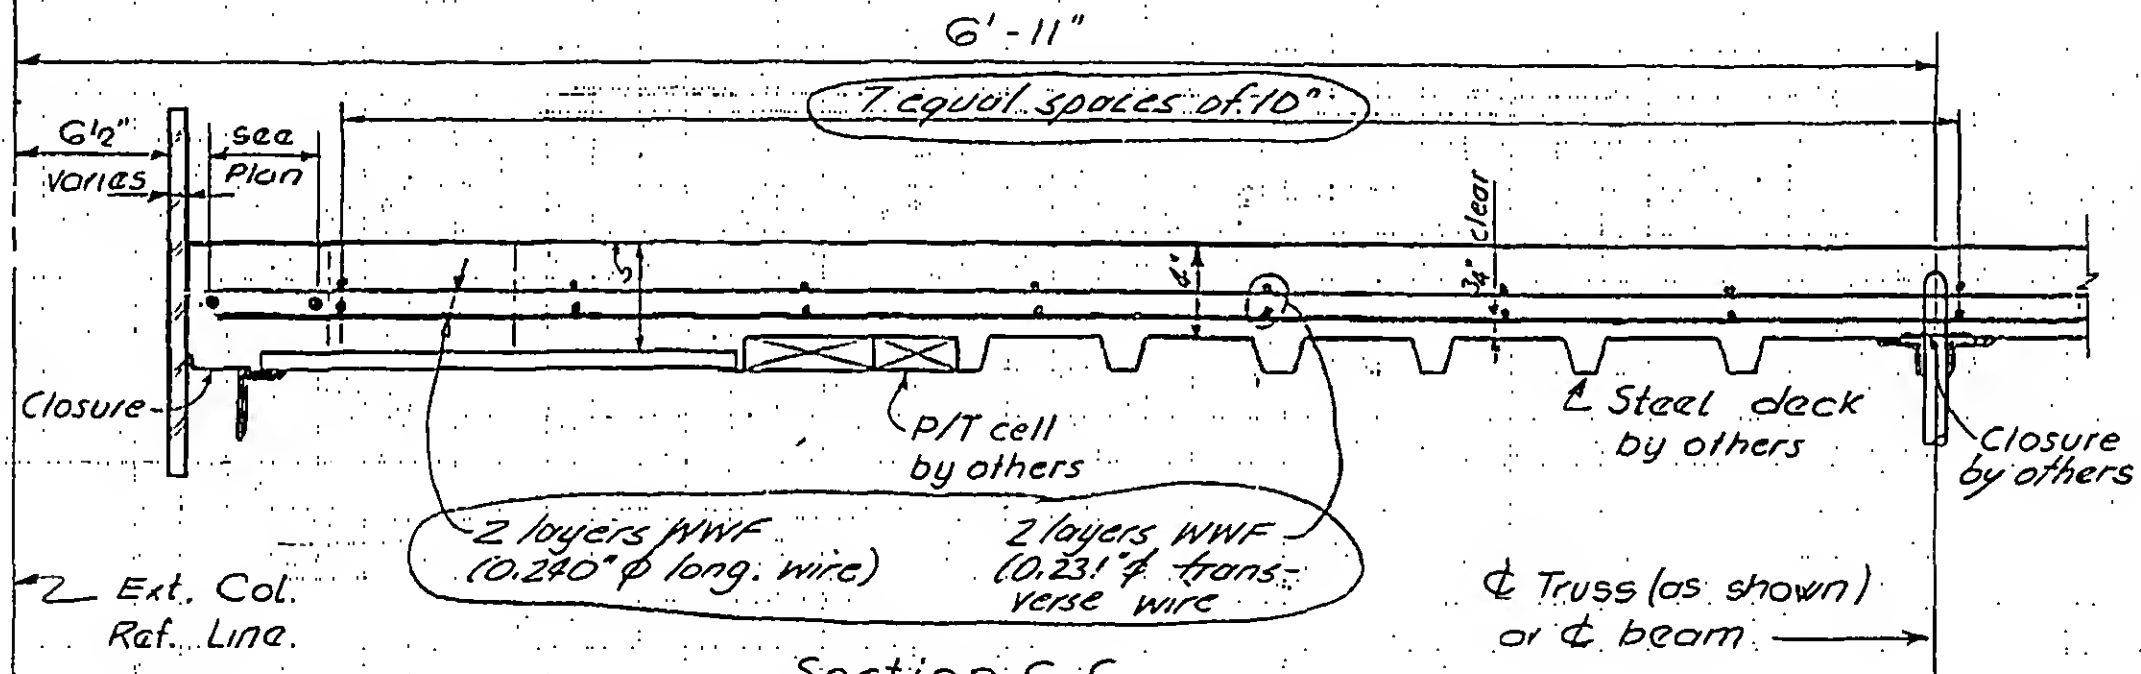 6'-11"
7 equal spaces of 10"
6½"
see
varies
Plan
5"
4"
3/4" clear
Closure
P/T cell
by others
Steel deck
by others
Closure
by others
2 layers WWF
(0.240" φ long. wire)
2 layers WWF
(0.231" φ trans-
verse wire
Ext. Col.
Ref. Line.
℄ Truss (as shown)
or ℄ beam
Section C-C